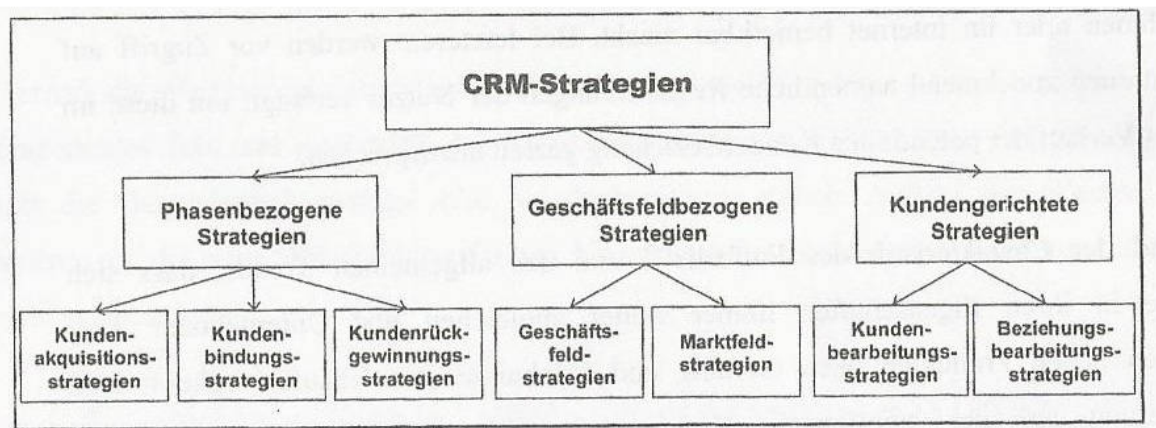 CRM-Strategien
Phasenbezogene
Strategien
Geschäftsfeldbezogene
Strategien
Kundengerichtete
Strategien
Kunden-
akquisitions-
strategien
Kunden-
bindungs-
strategien
Kundenrück-
gewinnungs-
strategien
Geschäfts-
feld-
strategien
Marktfeld-
strategien
Kunden-
bearbeitungs-
strategien
Beziehungs-
bearbeitungs-
strategien